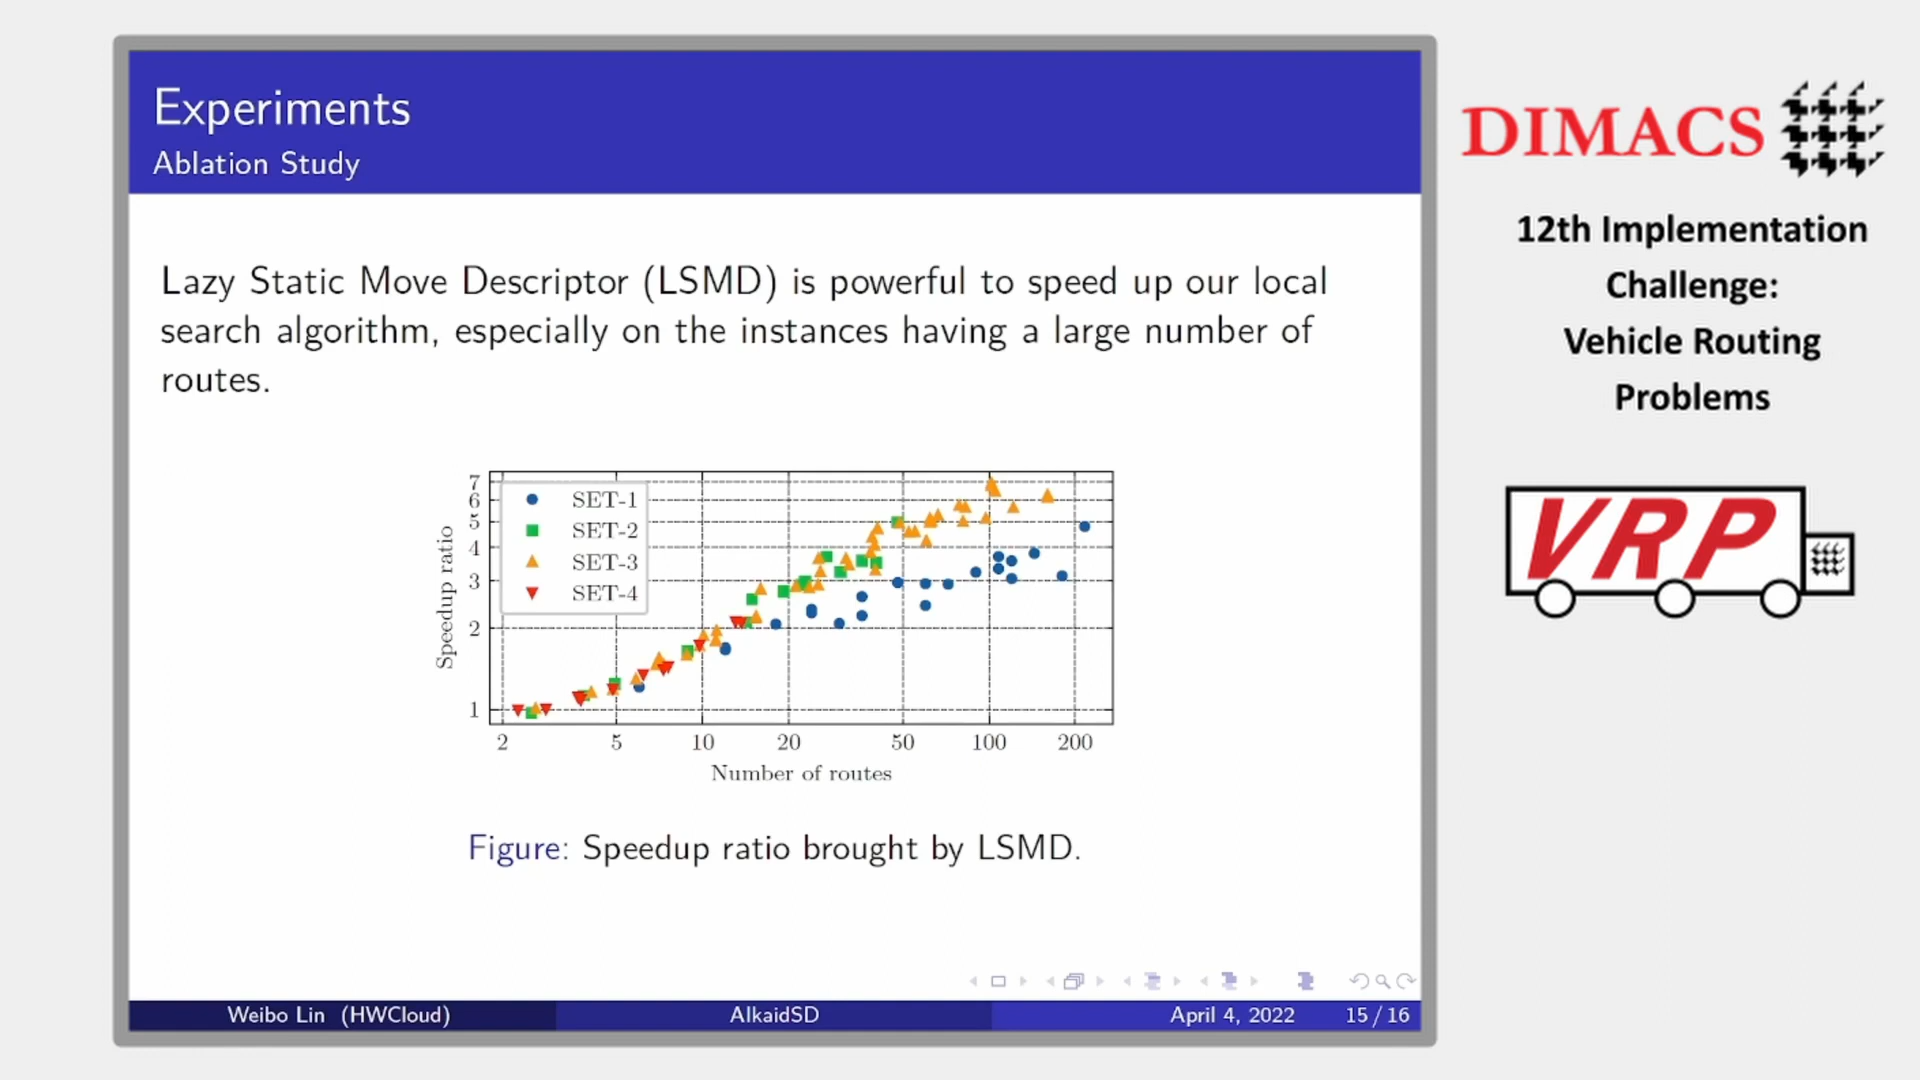 Experiments
Ablation Study
Lazy Static Move Descriptor (LSMD) is powerful to speed up our local
search algorithm, especially on the instances having a large number of
routes.
Speedup ratio
7
6
5
4
3
2
1
SET-1
SET-2
SET-3
SET-4
2 5 10 20 50 100 200
Number of routes
Figure: Speedup ratio brought by LSMD.
Weibo Lin (HWCloud) AlkaidSD April 4, 2022 15 / 16
DIMACS
12th Implementation
Challenge:
Vehicle Routing
Problems
VRP